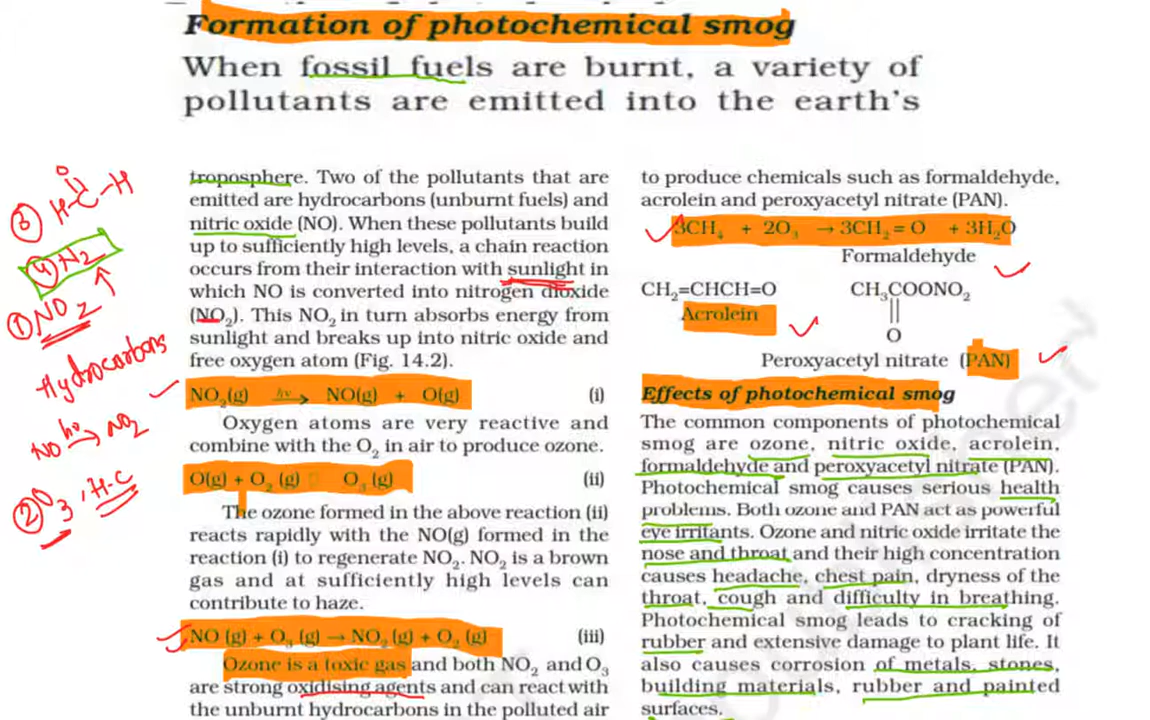 Formation of photochemical smog
When fossil fuels are burnt, a variety of
pollutants are emitted into the earth's
③ H-C-H
O
④ N2
① NO2
Hydrocarbons
NO hν→ NO2
② O3, H-C
troposphere. Two of the pollutants that are
emitted are hydrocarbons (unburnt fuels) and
nitric oxide (NO). When these pollutants build
up to sufficiently high levels, a chain reaction
occurs from their interaction with sunlight in
which NO is converted into nitrogen dioxide
(NO₂). This NO₂ in turn absorbs energy from
sunlight and breaks up into nitric oxide and
free oxygen atom (Fig. 14.2).
NO₂(g) hν→ NO(g) + O(g) (i)
Oxygen atoms are very reactive and
combine with the O₂ in air to produce ozone.
O(g) + O₂ (g) O₃ (g) (ii)
The ozone formed in the above reaction (ii)
reacts rapidly with the NO(g) formed in the
reaction (i) to regenerate NO₂. NO₂ is a brown
gas and at sufficiently high levels can
contribute to haze.
NO (g) + O₃ (g) → NO₂ (g) + O₂ (g) (iii)
Ozone is a toxic gas and both NO₂ and O₃
are strong oxidising agents and can react with
the unburnt hydrocarbons in the polluted air
to produce chemicals such as formaldehyde,
acrolein and peroxyacetyl nitrate (PAN).
3CH₄ + 2O₃ → 3CH₂ = O + 3H₂O
Formaldehyde
CH₂=CHCH=O CH₃COONO₂
Acrolein
O
Peroxyacetyl nitrate (PAN)
Effects of photochemical smog
The common components of photochemical
smog are ozone, nitric oxide, acrolein,
formaldehyde and peroxyacetyl nitrate (PAN).
Photochemical smog causes serious health
problems. Both ozone and PAN act as powerful
eye irritants. Ozone and nitric oxide irritate the
nose and throat and their high concentration
causes headache, chest pain, dryness of the
throat, cough and difficulty in breathing.
Photochemical smog leads to cracking of
rubber and extensive damage to plant life. It
also causes corrosion of metals, stones,
building materials, rubber and painted
surfaces.